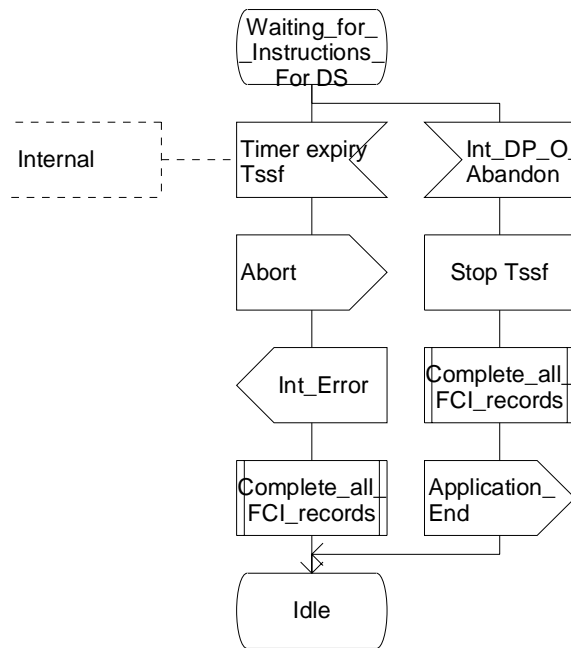 Waiting_for_
_Instructions_
For DS
Internal
Timer expiry
Tssf
Int_DP_O_
Abandon
Abort
Stop Tssf
Int_Error
Complete_all_
FCI_records
Complete_all_
FCI_records
Application_
End
Idle